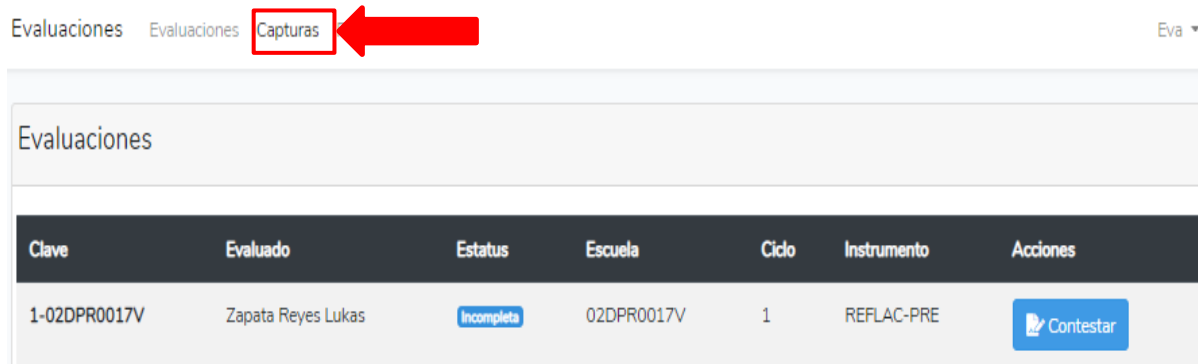 Evaluaciones Evaluaciones Capturas Eva
Evaluaciones
Clave Evaluado Estatus Escuela Ciclo Instrumento Acciones
1-02DPR0017V Zapata Reyes Lukas Incompleta 02DPR0017V 1 REFLAC-PRE Contestar